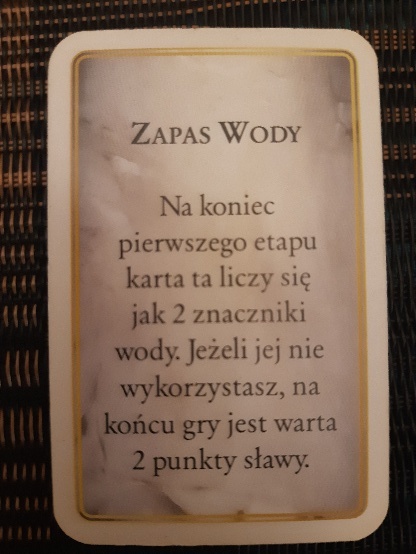 Zapas Wody
Na koniec
pierwszego etapu
karta ta liczy się
jak 2 znaczniki
wody. Jeżeli jej nie
wykorzystasz, na
końcu gry jest warta
2 punkty sławy.